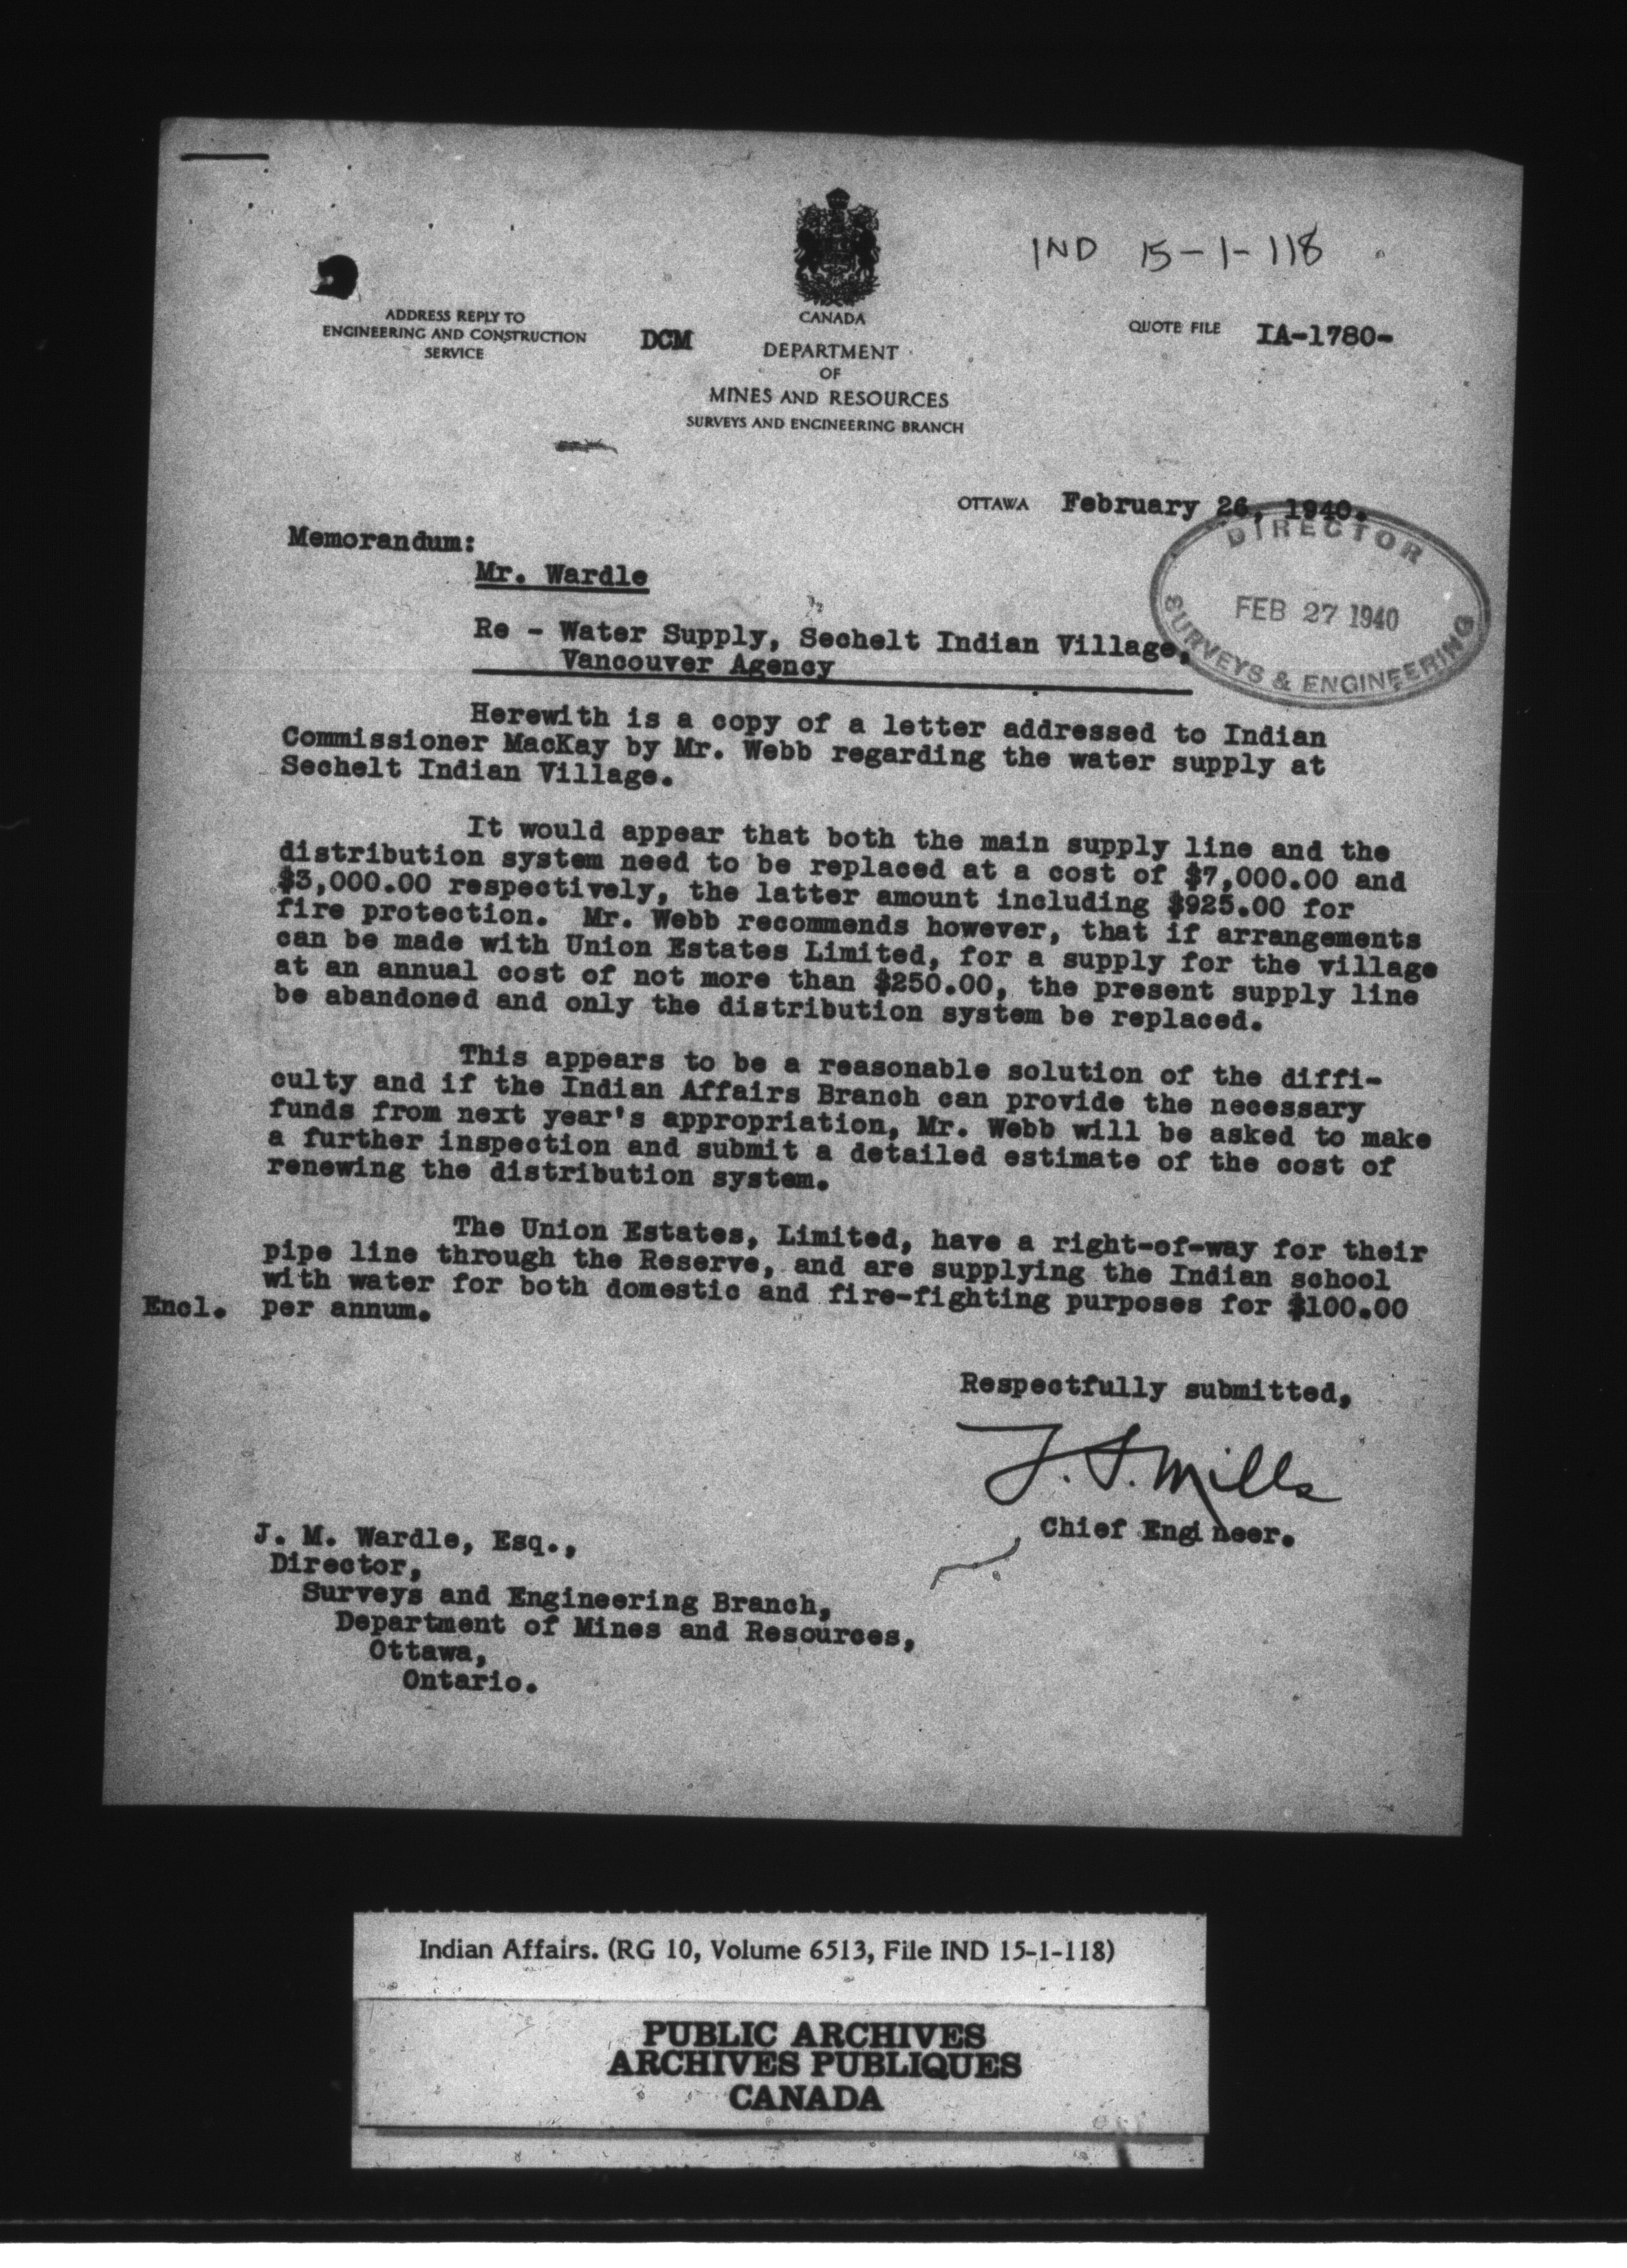 IND 15-1-118
ADDRESS REPLY TO
ENGINEERING AND CONSTRUCTION
SERVICE
DCM
CANADA
DEPARTMENT
OF
MINES AND RESOURCES
SURVEYS AND ENGINEERING BRANCH
QUOTE FILE IA-1780-
OTTAWA February 26, 1940.
DIRECTOR
FEB 27 1940
SURVEYS & ENGINEERING
Memorandum:
Mr. Wardle
Re - Water Supply, Sechelt Indian Village,
Vancouver Agency
Herewith is a copy of a letter addressed to Indian
Commissioner MacKay by Mr. Webb regarding the water supply at
Sechelt Indian Village.
It would appear that both the main supply line and the
distribution system need to be replaced at a cost of $7,000.00 and
$3,000.00 respectively, the latter amount including $925.00 for
fire protection. Mr. Webb recommends however, that if arrangements
can be made with Union Estates Limited, for a supply for the village
at an annual cost of not more than $250.00, the present supply line
be abandoned and only the distribution system be replaced.
This appears to be a reasonable solution of the diffi-
culty and if the Indian Affairs Branch can provide the necessary
funds from next year's appropriation, Mr. Webb will be asked to make
a further inspection and submit a detailed estimate of the cost of
renewing the distribution system.
The Union Estates, Limited, have a right-of-way for their
pipe line through the Reserve, and are supplying the Indian school
with water for both domestic and fire-fighting purposes for $100.00
Encl. per annum.
Respectfully submitted,
T. S. Mills
Chief Engineer.
J. M. Wardle, Esq.,
Director,
Surveys and Engineering Branch,
Department of Mines and Resources,
Ottawa,
Ontario.
Indian Affairs. (RG 10, Volume 6513, File IND 15-1-118)
PUBLIC ARCHIVES
ARCHIVES PUBLIQUES
CANADA